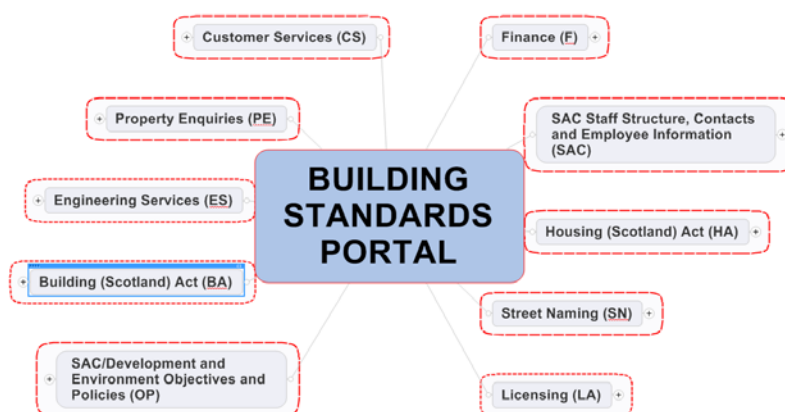 Customer Services (CS)
Finance (F)
Property Enquiries (PE)
SAC Staff Structure, Contacts
and Employee Information
(SAC)
BUILDING
STANDARDS
PORTAL
Engineering Services (ES)
Housing (Scotland) Act (HA)
Building (Scotland) Act (BA)
Street Naming (SN)
SAC/Development and
Environment Objectives and
Policies (OP)
Licensing (LA)